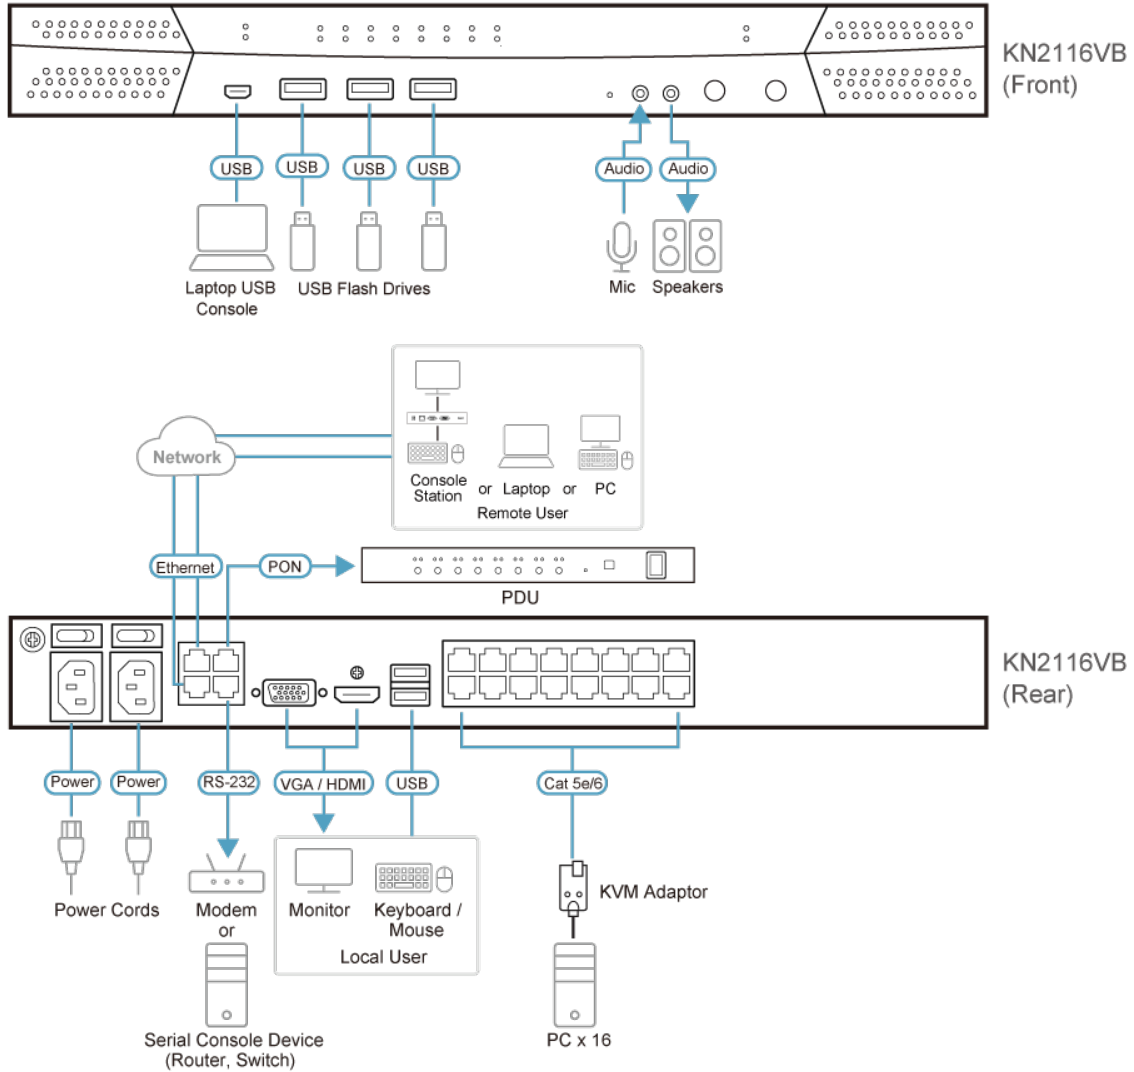 KN2116VB
(Front)
USB
USB
USB
USB
Audio
Audio
Laptop USB
Console
USB Flash Drives
Mic
Speakers
Network
Console
Station
or
Laptop
or
PC
Remote User
Ethernet
PON
PDU
KN2116VB
(Rear)
Power
Power
RS-232
VGA / HDMI
USB
Cat 5e/6
Power Cords
Modem
or
Serial Console Device
(Router, Switch)
Monitor
Keyboard /
Mouse
Local User
KVM Adaptor
PC x 16